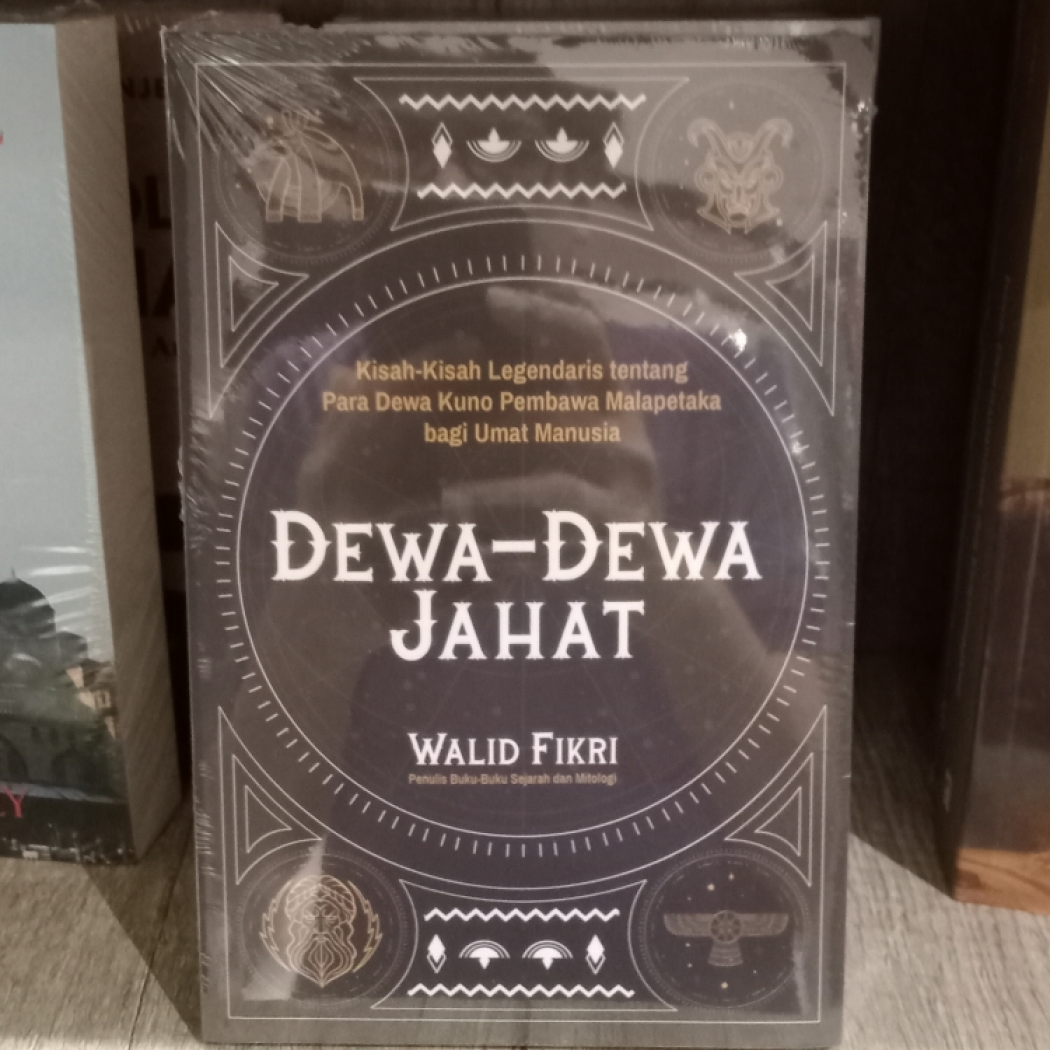 Kisah-Kisah Legendaris tentang
Para Dewa Kuno Pembawa Malapetaka
bagi Umat Manusia
DEWA-DEWA
JAHAT
WALID FIKRI
Penulis Buku-Buku Sejarah dan Mitologi